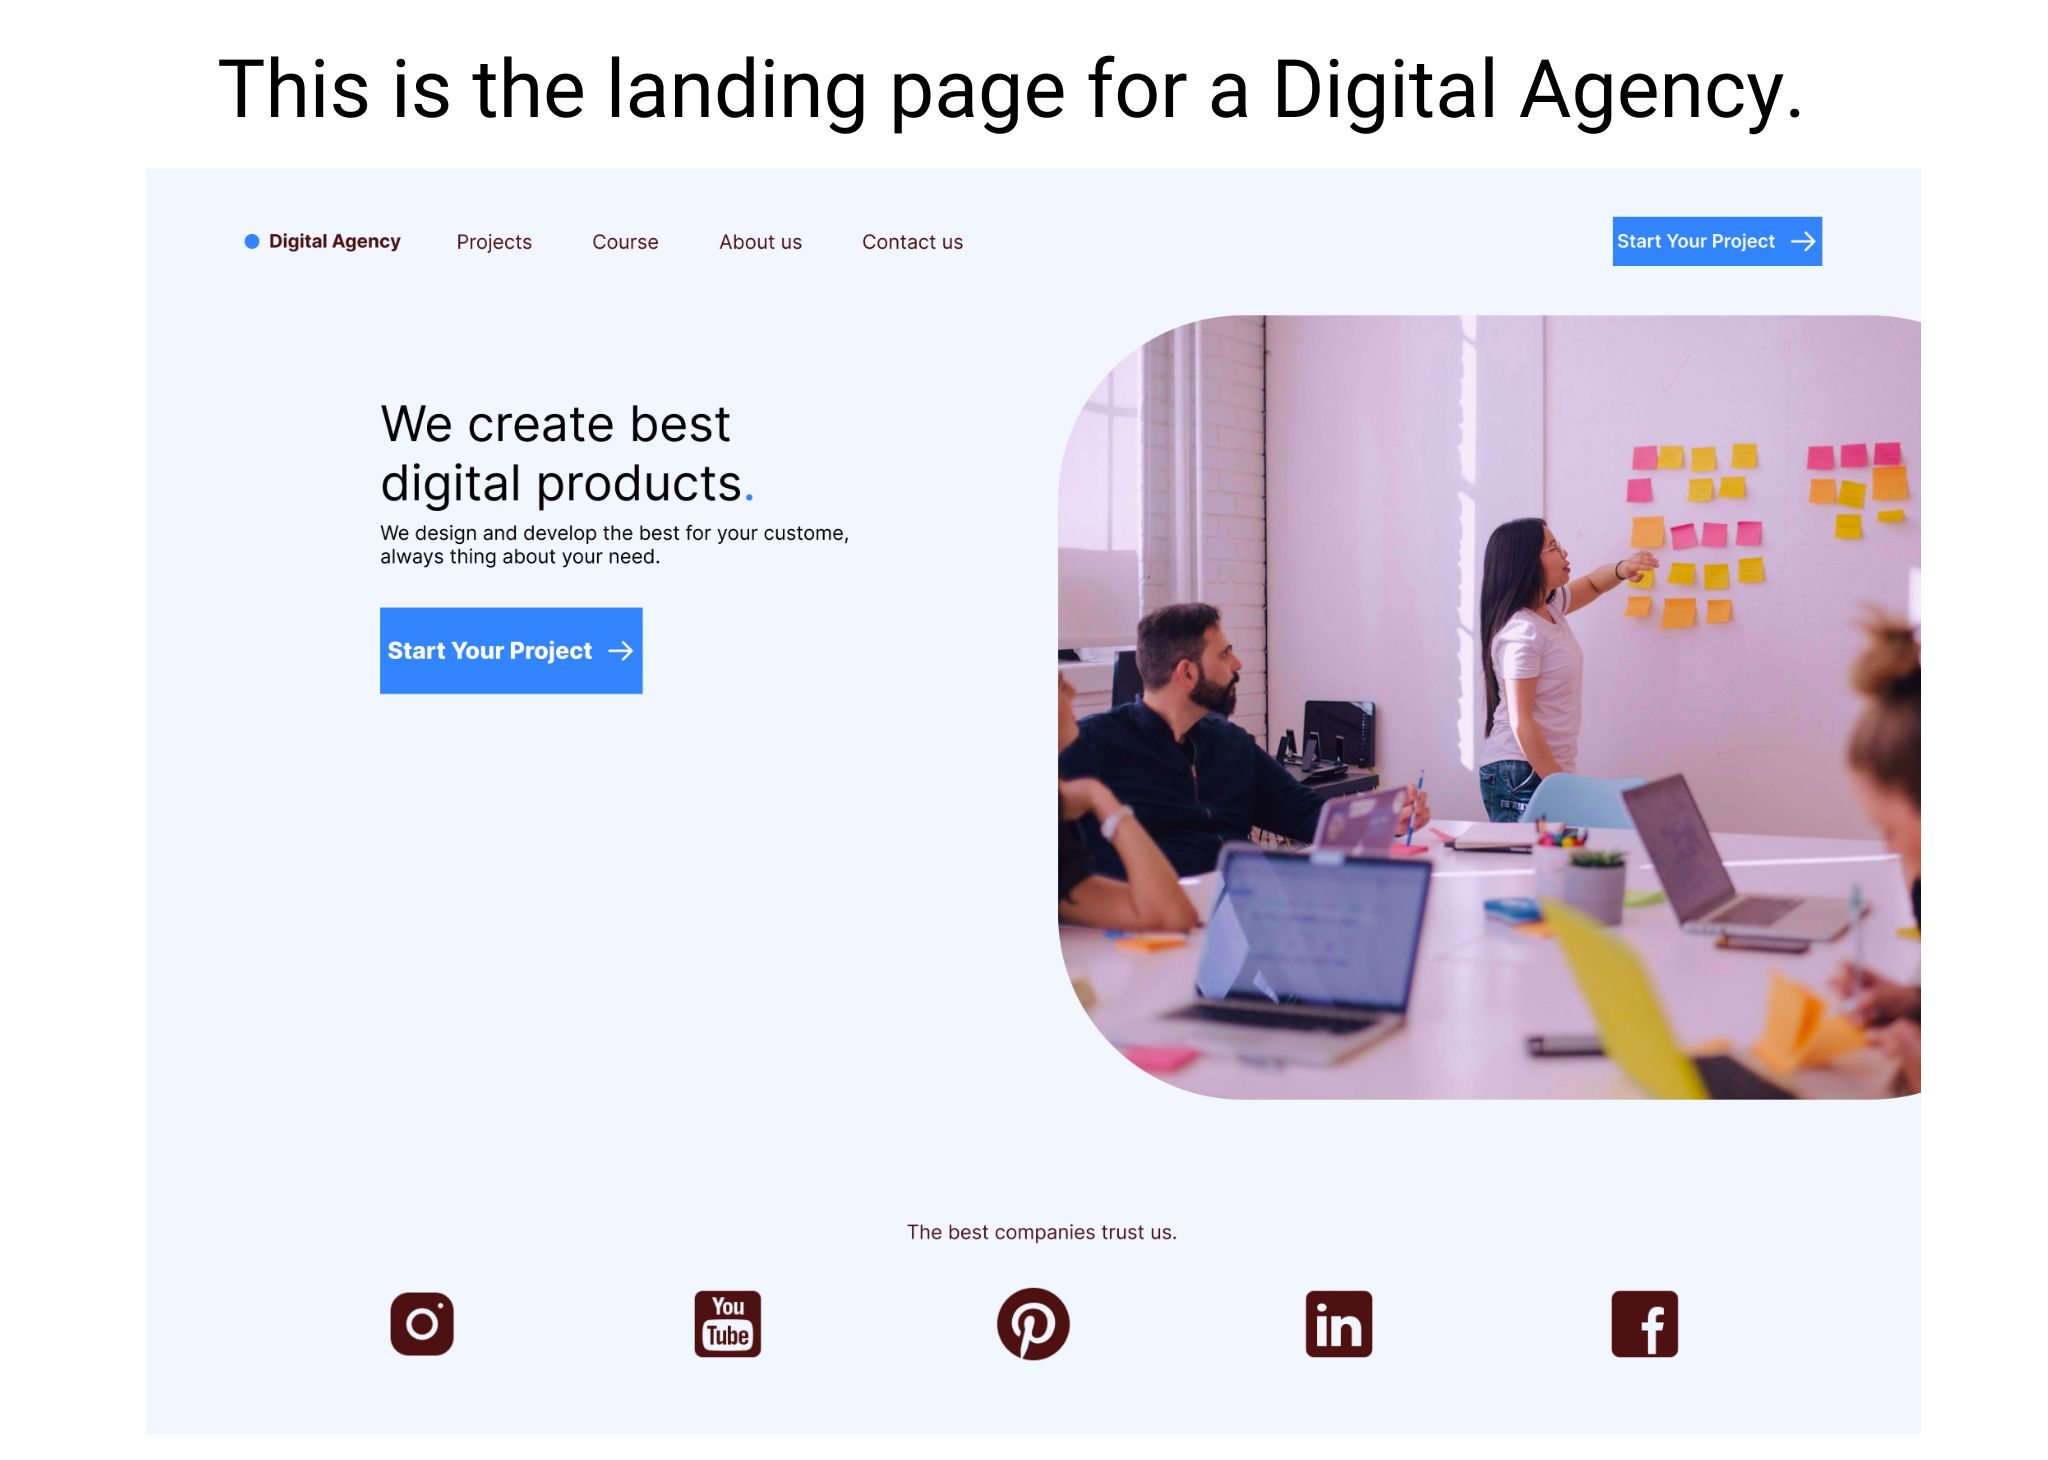 This is the landing page for a Digital Agency.
Digital Agency Projects Course About us Contact us Start Your Project
We create best
digital products.
We design and develop the best for your custome,
always thing about your need.
Start Your Project
The best companies trust us.
You
Tube
in